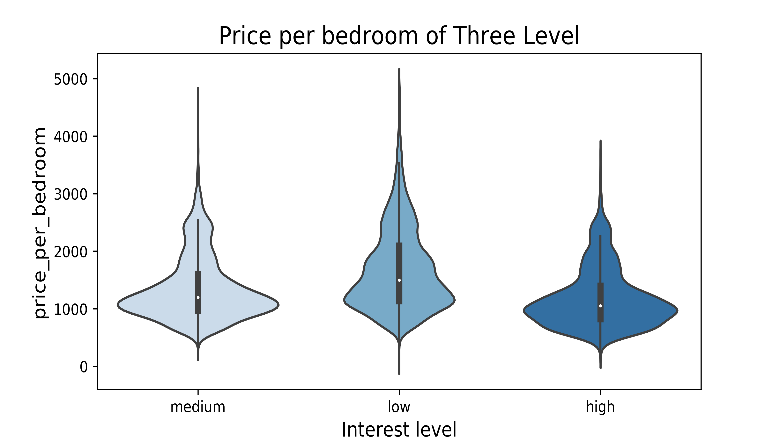 Price per bedroom of Three Level
price_per_bedroom
5000
4000
3000
2000
1000
0
medium
low
high
Interest level